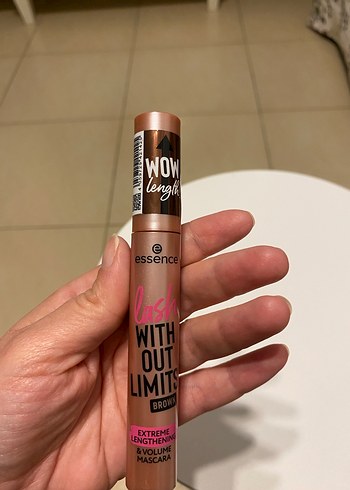 WOW
length
essence
lash
WITH
OUT
LIMITS
BROWN
EXTREME
LENGTHENING
& VOLUME
MASCARA